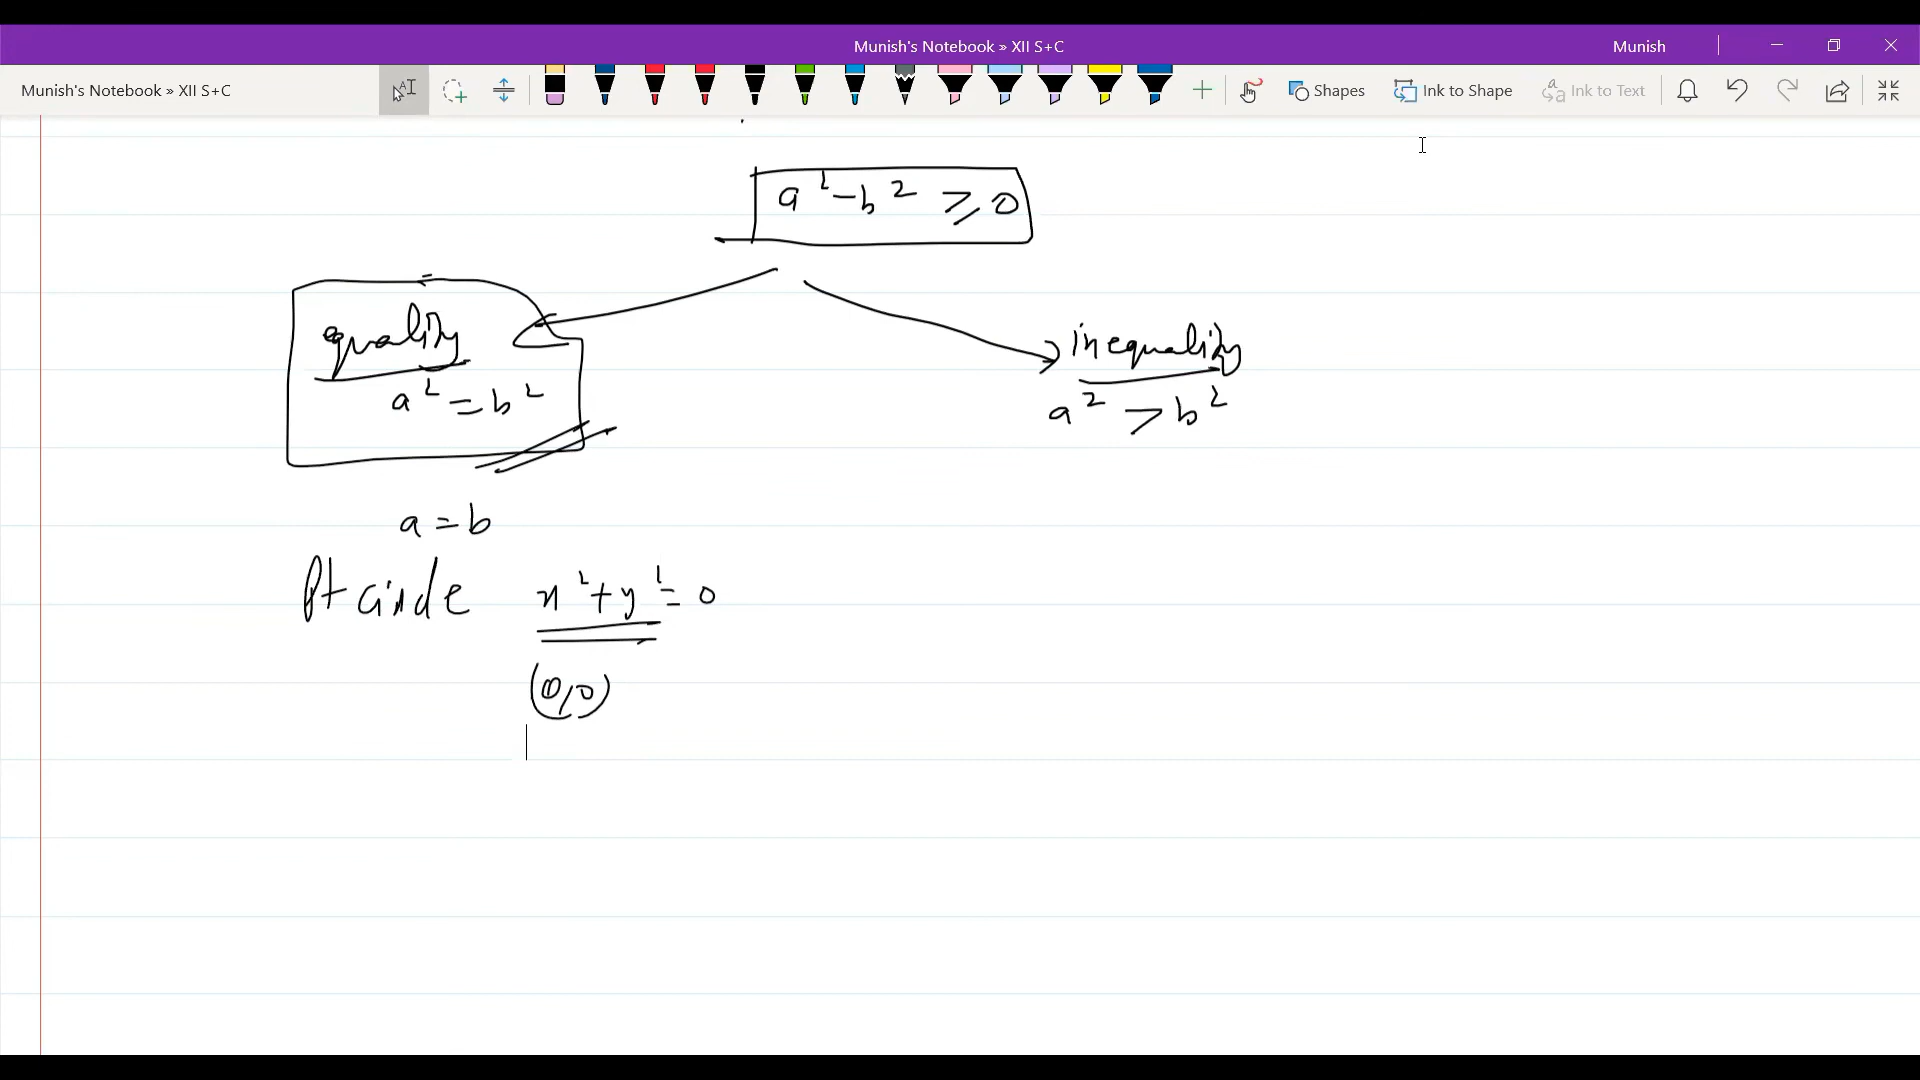 Munish's Notebook » XII S+C
Munish
Munish's Notebook » XII S+C
Shapes
Ink to Shape
Ink to Text
a² - b² ≥ 0
equality
inequality
a² = b²
a² > b²
a = b
Pt circle x² + y² = 0
(0,0)